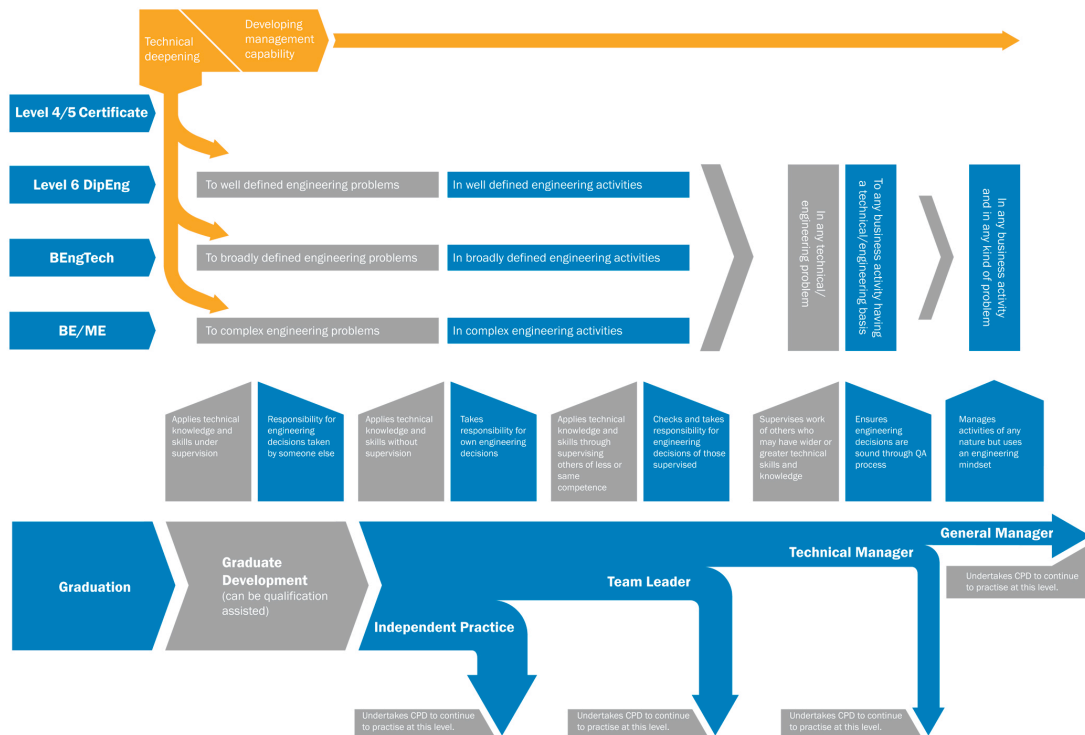 Technical
deepening
Developing
management
capability
Level 4/5 Certificate
Level 6 DipEng
To well defined engineering problems
In well defined engineering activities
BEngTech
To broadly defined engineering problems
In broadly defined engineering activities
BE/ME
To complex engineering problems
In complex engineering activities
In any technical/
engineering problem
To any business activity having
a technical/engineering basis
In any business activity
and in any kind of problem
Applies technical
knowledge and
skills under
supervision
Responsibility for
engineering
decisions taken
by someone else
Applies technical
knowledge and
skills without
supervision
Takes
responsibility for
own engineering
decisions
Applies technical
knowledge and
skills through
supervising
others of less or
same
competence
Checks and takes
responsibility for
engineering
decisions of those
supervised
Supervises work
of others who
may have wider or
greater technical
skills and
knowledge
Ensures
engineering
decisions are
sound through QA
process
Manages
activities of any
nature but uses
an engineering
mindset
Graduation
Graduate
Development
(can be qualification
assisted)
Independent Practice
Team Leader
Technical Manager
General Manager
Undertakes CPD to continue
to practise at this level.
Undertakes CPD to continue
to practise at this level.
Undertakes CPD to continue
to practise at this level.
Undertakes CPD to continue
to practise at this level.